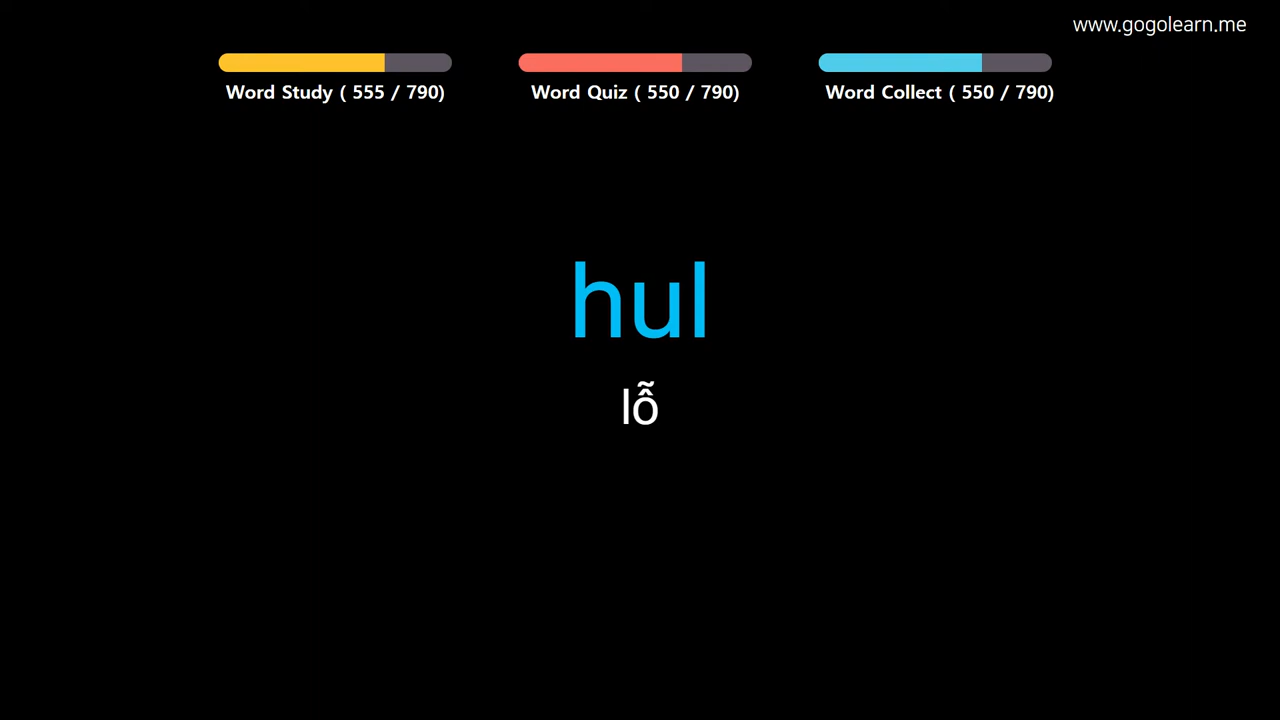 www.gogolearn.me
Word Study ( 555 / 790)
Word Quiz ( 550 / 790)
Word Collect ( 550 / 790)
hul
lỗ